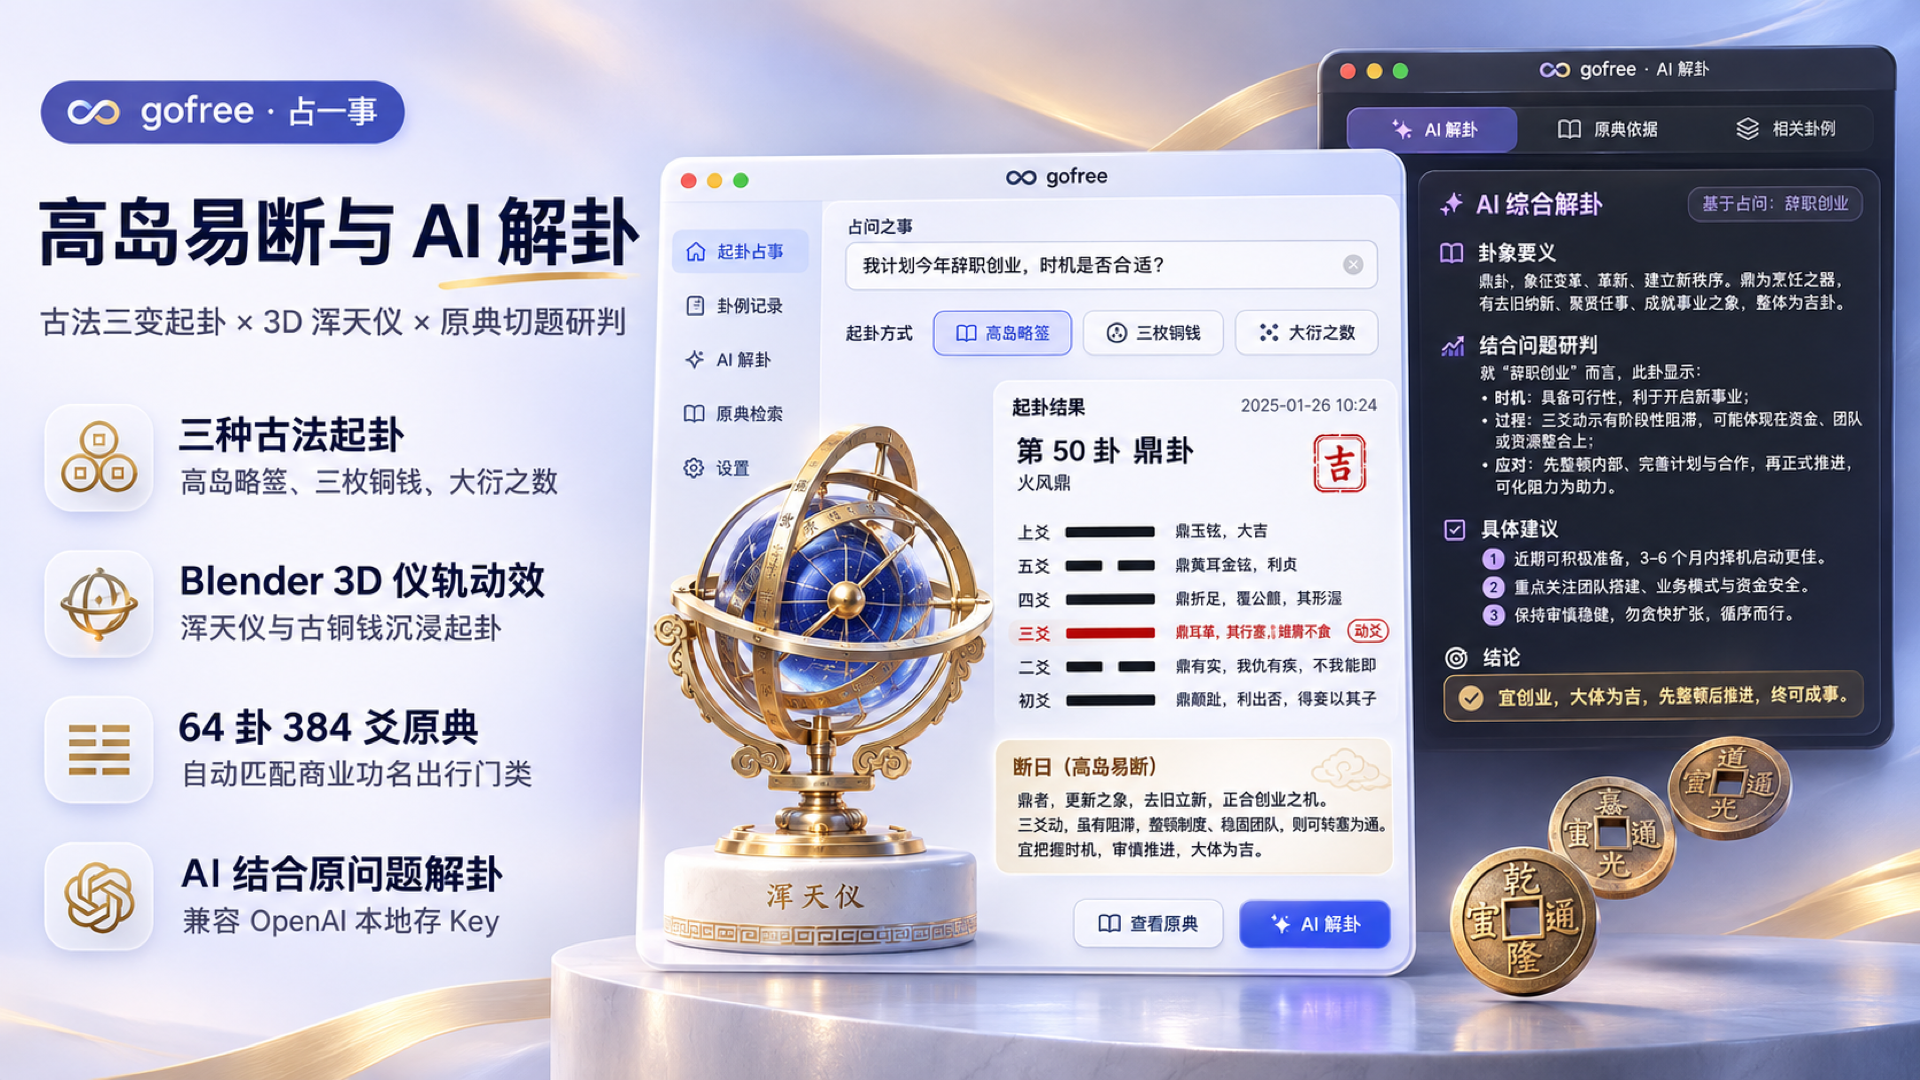 gofree · 占一事
高岛易断与 AI 解卦
古法三变起卦 × 3D 浑天仪 × 原典切题研判
三种古法起卦
高岛略签、三枚铜钱、大衍之数
Blender 3D 仪轨动效
浑天仪与古铜钱沉浸起卦
64 卦 384 爻原典
自动匹配商业功名出行门类
AI 结合原问题解卦
兼容 OpenAI 本地存 Key
gofree
起卦占事
卦例记录
AI 解卦
原典检索
设置
占问之事
我计划今年辞职创业，时机是否合适？
起卦方式
高岛略签
三枚铜钱
大衍之数
起卦结果
2025-01-26 10:24
第 50 卦 鼎卦
火风鼎
吉
上爻 鼎玉铉，大吉
五爻 鼎黄耳金铉，利贞
四爻 鼎折足，覆公餗，其形渥
三爻 鼎耳革，其行塞，雉膏不食 动爻
二爻 鼎有实，我仇有疾，不我能即
初爻 鼎颠趾，利出否，得妾以其子
断日（高岛易断）
鼎者，更新之象，去旧立新，正合创业之机。
三爻动，虽有阻滞，整顿制度、稳固团队，则可转塞为通。
宜把握时机，审慎推进，大体为吉。
查看原典
AI 解卦
浑天仪
gofree · AI 解卦
AI 解卦
原典依据
相关卦例
AI 综合解卦
基于占问：辞职创业
卦象要义
鼎卦，象征变革、革新、建立新秩序。鼎为烹饪之器，
有去旧纳新、聚贤任事、成就事业之象，整体为吉卦。
结合问题研判
就“辞职创业”而言，此卦显示：
• 时机：具备可行性，利于开启新事业；
• 过程：三爻动示有阶段性阻滞，可能体现在资金、团队
或资源整合上；
• 应对：先整顿内部、完善计划与合作，再正式推进，
可化阻力为助力。
具体建议
1 近期可积极准备，3–6 个月内择机启动更佳。
2 重点关注团队搭建、业务模式与资金安全。
3 保持审慎稳健，勿贪快扩张，循序而行。
结论
宜创业，大体为吉，先整顿后推进，终可成事。
道光通寶
嘉光通寶
乾隆通寶